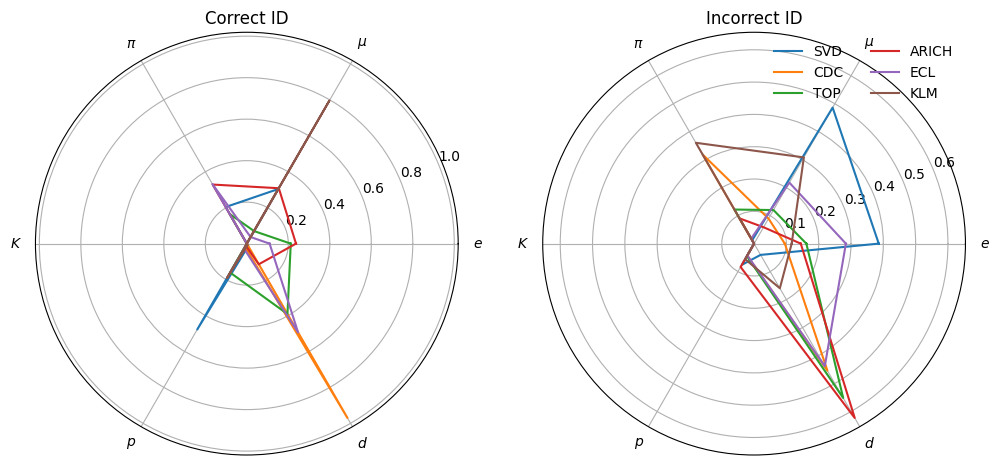 Correct ID
π
μ
K
e
p
d
0.2
0.4
0.6
0.8
1.0
Incorrect ID
π
μ
K
e
p
d
0.1
0.2
0.3
0.4
0.5
0.6
SVD
CDC
TOP
ARICH
ECL
KLM